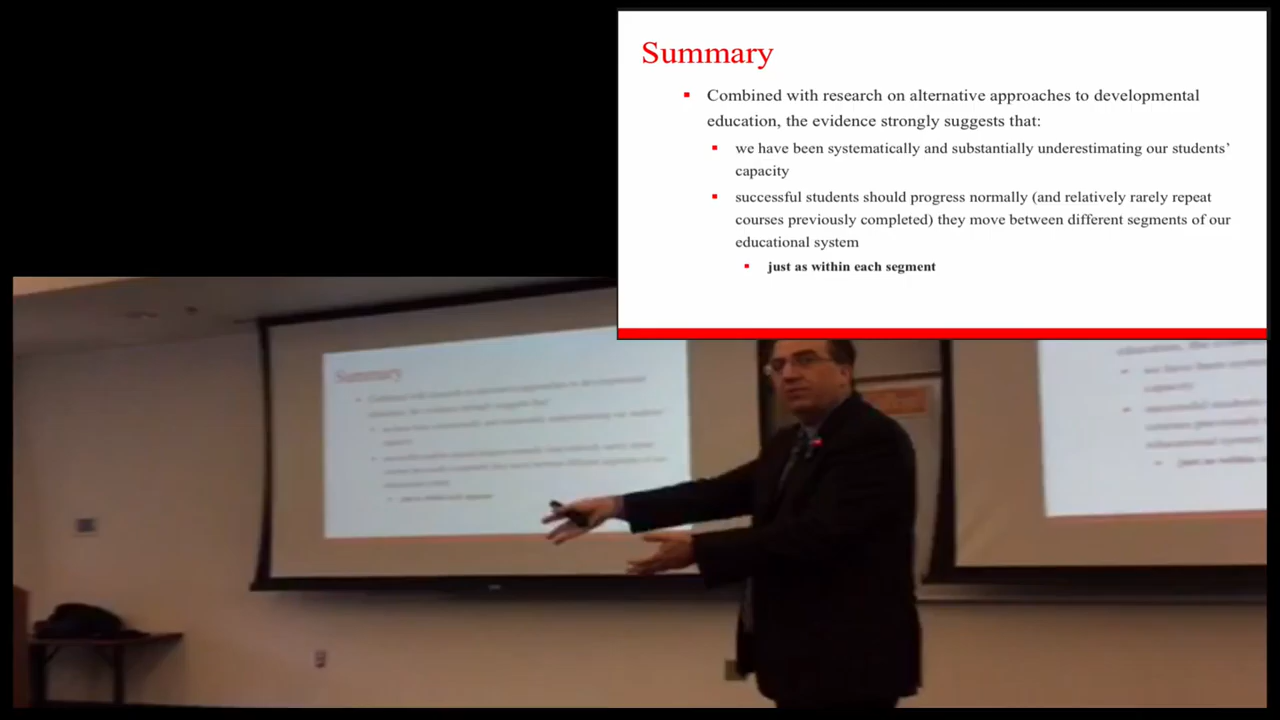 Summary
Combined with research on alternative approaches to developmental
education, the evidence strongly suggests that:
we have been systematically and substantially underestimating our students’
capacity
successful students should progress normally (and relatively rarely repeat
courses previously completed) they move between different segments of our
educational system
just as within each segment
Summary